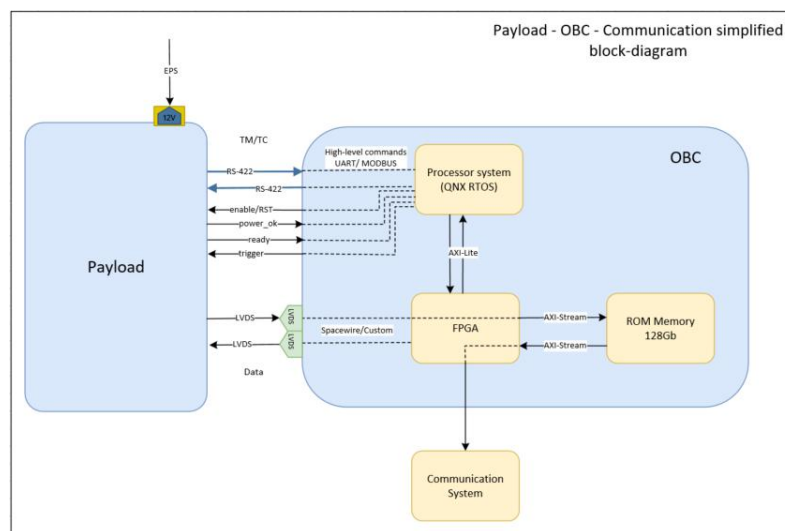 Payload - OBC - Communication simplified
block-diagram
EPS
12V
TM/TC
OBC
High-level commands
UART/ MODBUS
RS-422
RS-422
enable/RST
power_ok
ready
trigger
Processor system
(QNX RTOS)
Payload
AXI-Lite
LVDS
LVDS
LVDS
LVDS
Spacewire/Custom
FPGA
AXI-Stream
AXI-Stream
ROM Memory
128Gb
Data
Communication
System